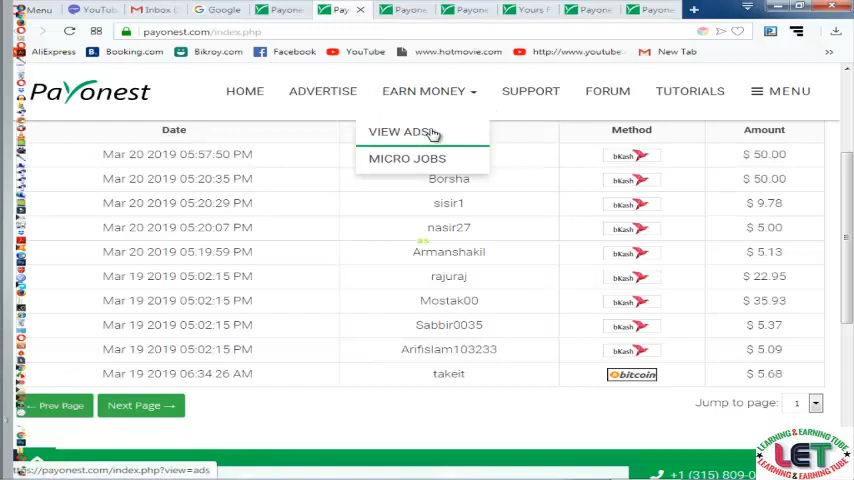 Menu YouTub Inbox ( Google Payone Pay Payone Payone Yours F Payone Payone
payonest.com/index.php
88
AliExpress Booking.com Bikroy.com Facebook YouTube www.hotmovie.com http://www.youtube- New Tab
Payonest HOME ADVERTISE EARN MONEY SUPPORT FORUM TUTORIALS MENU
VIEW ADS
MICRO JOBS
Date Method Amount
Mar 20 2019 05:57:50 PM bKash $ 50.00
Mar 20 2019 05:20:35 PM Borsha bKash $ 50.00
Mar 20 2019 05:20:29 PM sisir1 bKash $ 9.78
Mar 20 2019 05:20:07 PM nasir27 bKash $ 5.00
Mar 20 2019 05:19:59 PM Armanshakil bKash $ 5.13
Mar 19 2019 05:02:15 PM rajuraj bKash $ 22.95
Mar 19 2019 05:02:15 PM Mostak00 bKash $ 35.93
Mar 19 2019 05:02:15 PM Sabbir0035 bKash $ 5.37
Mar 19 2019 05:02:15 PM Arifislam103233 bKash $ 5.09
Mar 19 2019 06:34:26 AM takeit bitcoin $ 5.68
← Prev Page Next Page → Jump to page: 1
LEARNING & EARNING TUBE
LET
LEARNING & EARNING TUBE
https://payonest.com/index.php?view=ads
+1 (315) 809-0